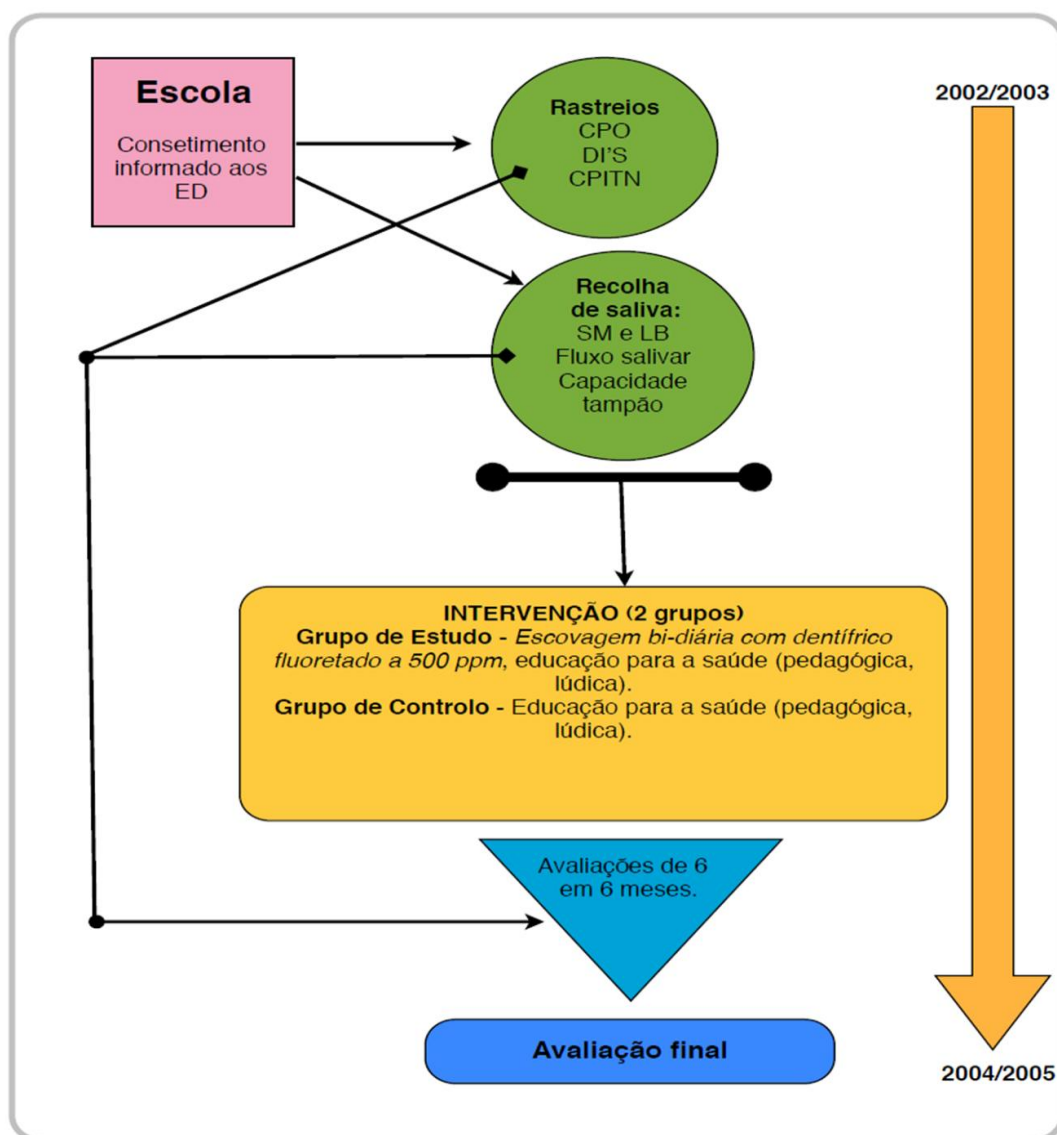 Escola
Consetimento
informado aos
ED
Rastreios
CPO
DI'S
CPITN
2002/2003
Recolha
de saliva:
SM e LB
Fluxo salivar
Capacidade
tampão
INTERVENÇÃO (2 grupos)
Grupo de Estudo - Escovagem bi-diária com dentífrico
fluoretado a 500 ppm, educação para a saúde (pedagógica,
lúdica).
Grupo de Controlo - Educação para a saúde (pedagógica,
lúdica).
Avaliações de 6
em 6 meses.
Avaliação final
2004/2005